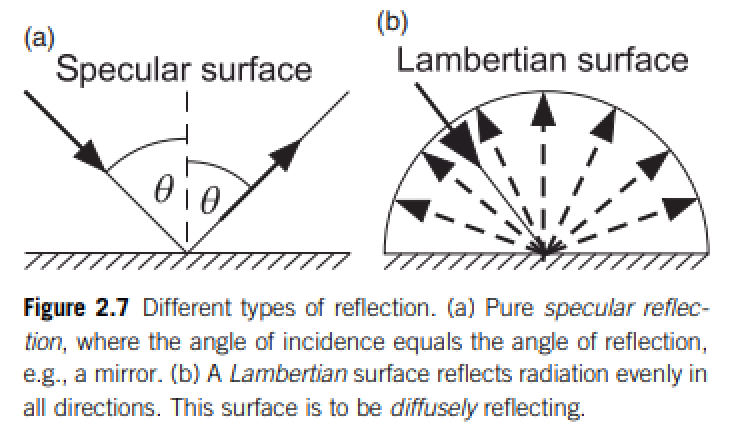 (a)
Specular surface
θ
θ
(b)
Lambertian surface
Figure 2.7 Different types of reflection. (a) Pure specular reflec-
tion, where the angle of incidence equals the angle of reflection,
e.g., a mirror. (b) A Lambertian surface reflects radiation evenly in
all directions. This surface is to be diffusely reflecting.